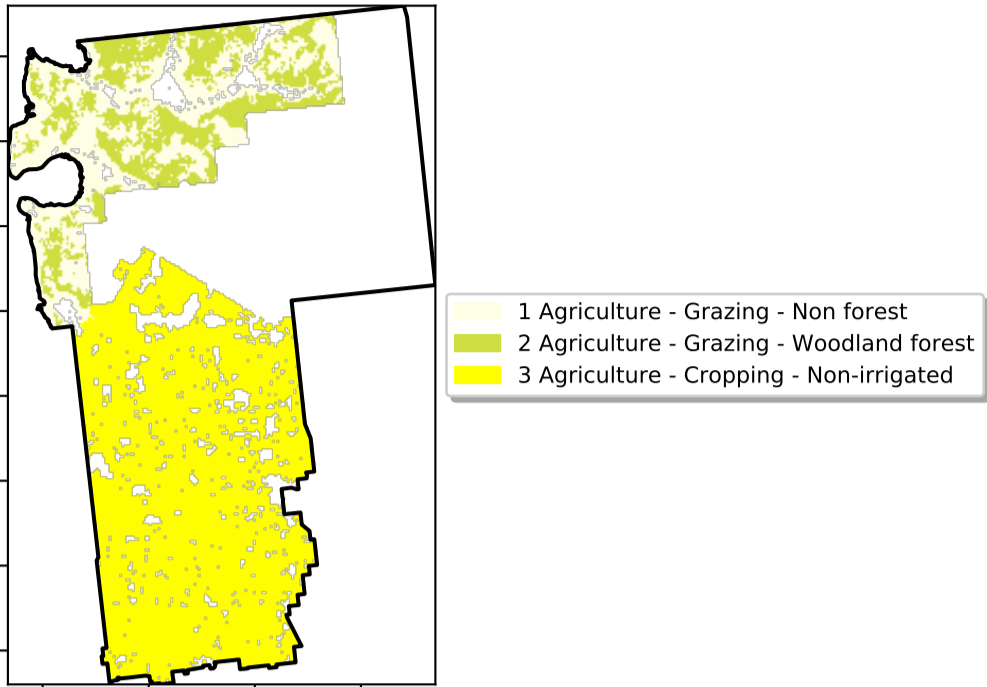 1 Agriculture - Grazing - Non forest
2 Agriculture - Grazing - Woodland forest
3 Agriculture - Cropping - Non-irrigated